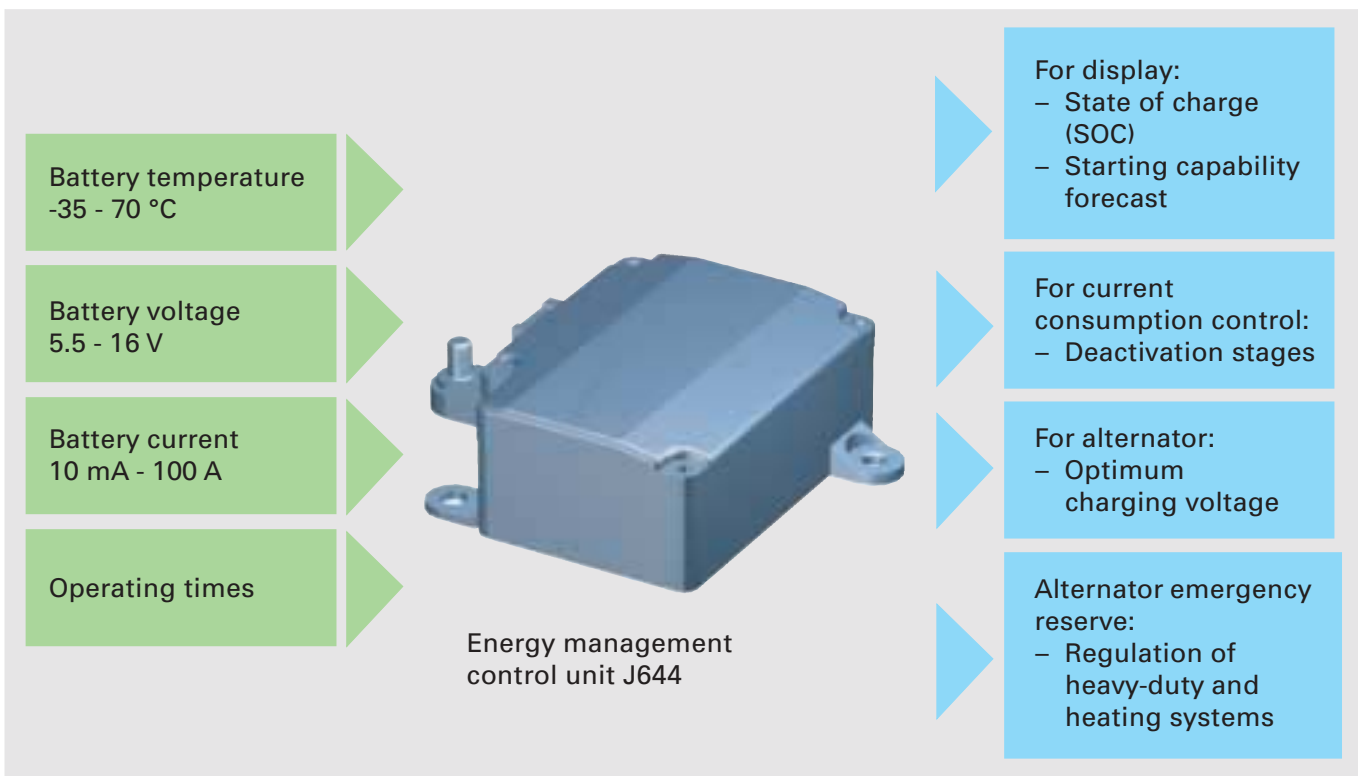 Battery temperature
-35 - 70 °C
Battery voltage
5.5 - 16 V
Battery current
10 mA - 100 A
Operating times
Energy management
control unit J644
For display:
– State of charge
(SOC)
– Starting capability
forecast
For current
consumption control:
– Deactivation stages
For alternator:
– Optimum
charging voltage
Alternator emergency
reserve:
– Regulation of
heavy-duty and
heating systems